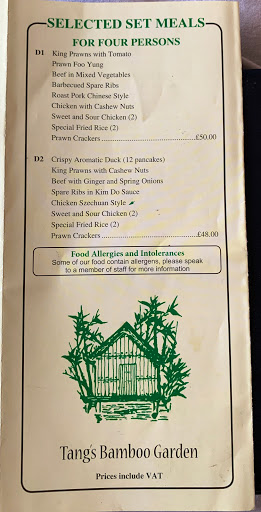 SELECTED SET MEALS
FOR FOUR PERSONS
D1 King Prawns with Tomato
Prawn Foo Yung
Beef in Mixed Vegetables
Barbecued Spare Ribs
Roast Pork Chinese Style
Chicken with Cashew Nuts
Sweet and Sour Chicken (2)
Special Fried Rice (2)
Prawn Crackers ....................................£50.00
D2 Crispy Aromatic Duck (12 pancakes)
King Prawns with Cashew Nuts
Beef with Ginger and Spring Onions
Spare Ribs in Kim Do Sauce
Chicken Szechuan Style
Sweet and Sour Chicken (2)
Special Fried Rice (2)
Prawn Crackers ....................................£48.00
Food Allergies and Intolerances
Some of our food contain allergens, please speak
to a member of staff for more information
Tang's Bamboo Garden
Prices include VAT